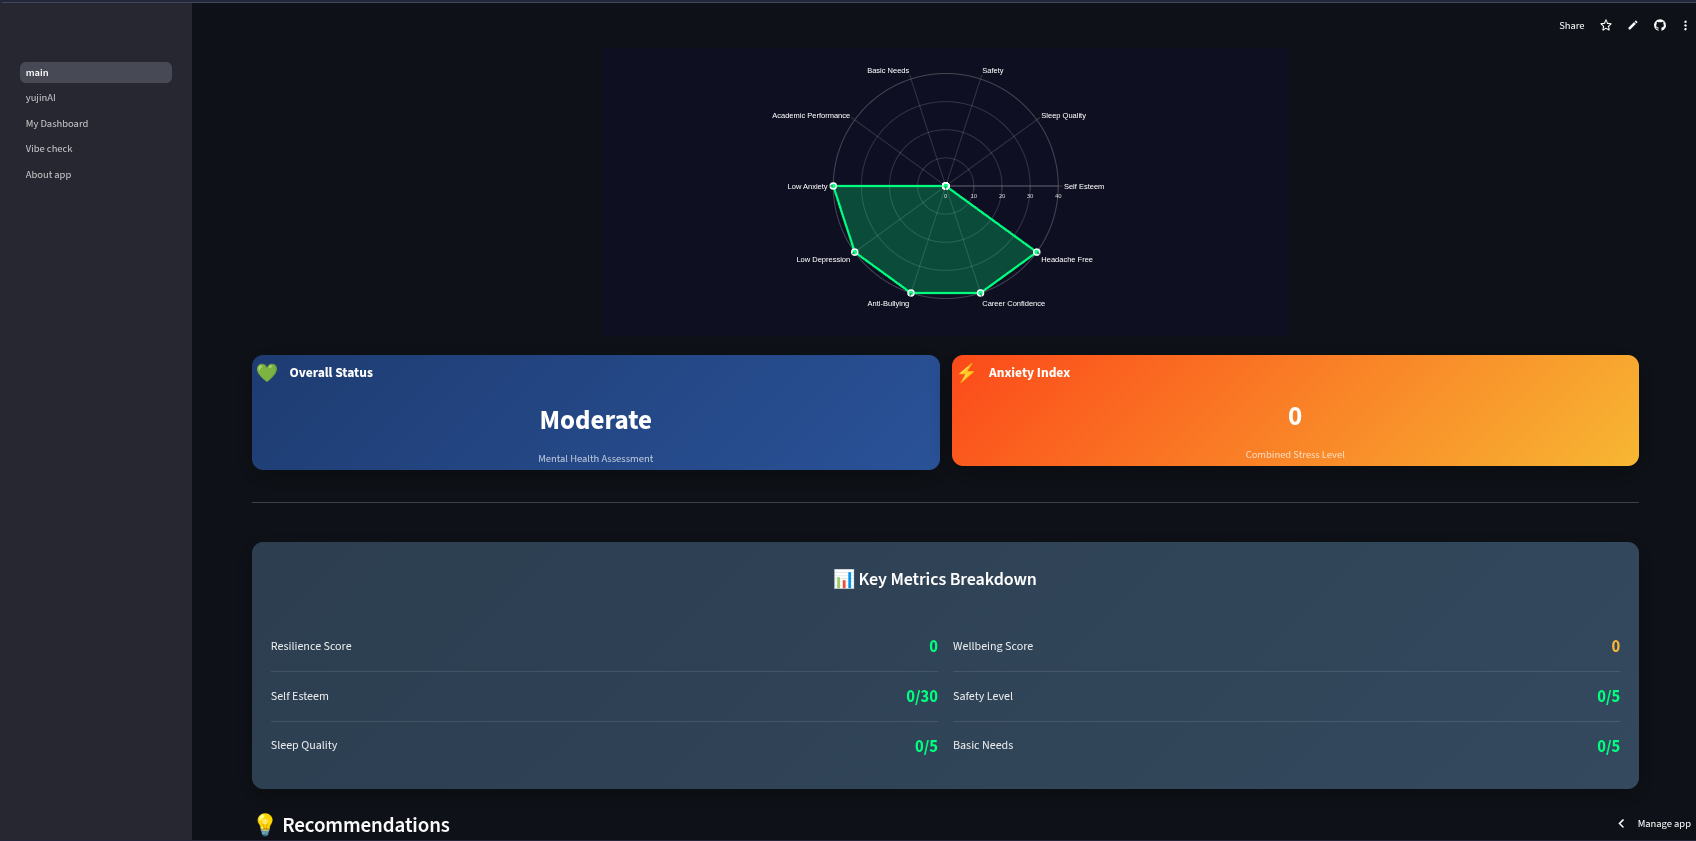 Share
main
yujinAI
My Dashboard
Vibe check
About app
Basic Needs
Safety
Academic Performance
Sleep Quality
Low Anxiety
Self Esteem
0 10 20 30 40
Low Depression
Headache Free
Anti-Bullying
Career Confidence
Overall Status
Moderate
Mental Health Assessment
Anxiety Index
0
Combined Stress Level
Key Metrics Breakdown
Resilience Score 0
Wellbeing Score 0
Self Esteem 0/30
Safety Level 0/5
Sleep Quality 0/5
Basic Needs 0/5
Recommendations
Manage app